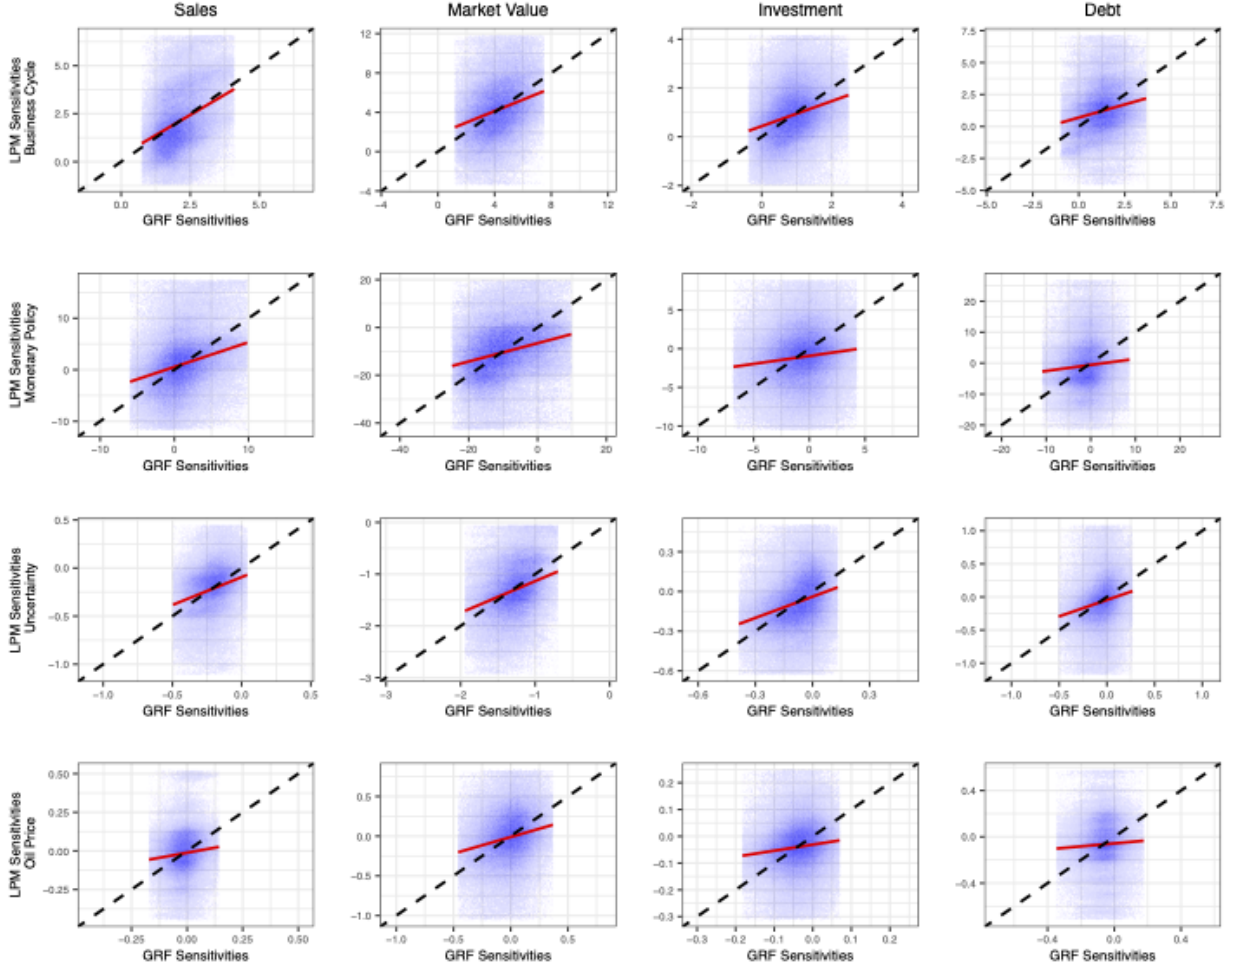 Sales Market Value Investment Debt
LPM Sensitivities
Business Cycle
5.0
2.5
0.0
0.0 2.5 5.0
GRF Sensitivities
12
8
4
0
−4
−4 0 4 8 12
GRF Sensitivities
4
2
0
−2
−2 0 2 4
GRF Sensitivities
7.5
5.0
2.5
0.0
−2.5
−5.0
−5.0 −2.5 0.0 2.5 5.0 7.5
GRF Sensitivities
LPM Sensitivities
Monetary Policy
10
0
−10
−10 0 10
GRF Sensitivities
20
0
−20
−40
−40 −20 0 20
GRF Sensitivities
5
0
−5
−10
−10 −5 0 5
GRF Sensitivities
20
10
0
−10
−20
−20 −10 0 10 20
GRF Sensitivities
LPM Sensitivities
Uncertainty
0.5
0.0
−0.5
−1.0
−1.0 −0.5 0.0 0.5
GRF Sensitivities
0
−1
−2
−3
−3 −2 −1 0
GRF Sensitivities
0.3
0.0
−0.3
−0.6
−0.6 −0.3 0.0 0.3
GRF Sensitivities
1.0
0.5
0.0
−0.5
−1.0
−1.0 −0.5 0.0 0.5 1.0
GRF Sensitivities
LPM Sensitivities
Oil Price
0.50
0.25
0.00
−0.25
−0.25 0.00 0.25 0.50
GRF Sensitivities
0.5
0.0
−0.5
−1.0
−1.0 −0.5 0.0 0.5
GRF Sensitivities
0.2
0.1
0.0
−0.1
−0.2
−0.3
−0.3 −0.2 −0.1 0.0 0.1 0.2
GRF Sensitivities
0.4
0.0
−0.4
−0.4 0.0 0.4
GRF Sensitivities